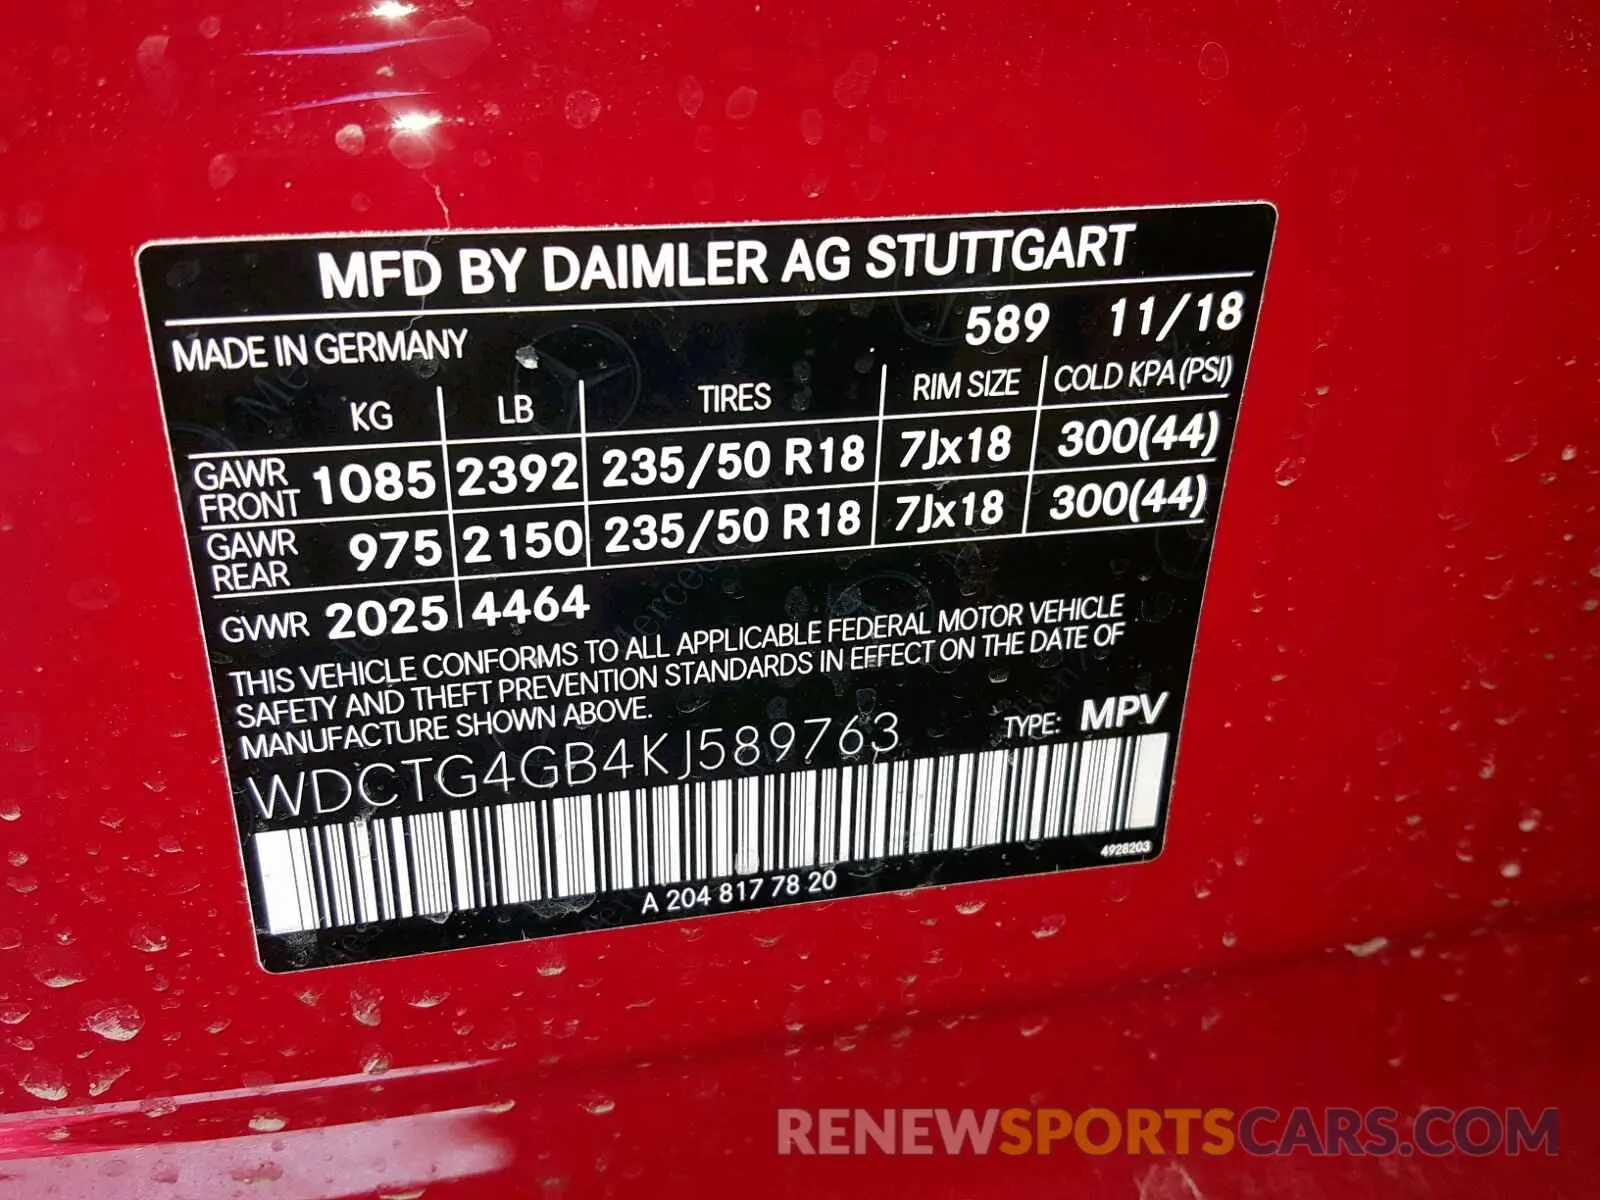 MFD BY DAIMLER AG STUTTGART
MADE IN GERMANY 589 11/18
KG LB TIRES RIM SIZE COLD KPA (PSI)
GAWR FRONT 1085 2392 235/50 R18 7Jx18 300(44)
GAWR REAR 975 2150 235/50 R18 7Jx18 300(44)
GVWR 2025 4464
THIS VEHICLE CONFORMS TO ALL APPLICABLE FEDERAL MOTOR VEHICLE
SAFETY AND THEFT PREVENTION STANDARDS IN EFFECT ON THE DATE OF
MANUFACTURE SHOWN ABOVE.
WDCTG4GB4KJ589763 TYPE: MPV
4928203
A 204 817 78 20
RENEWSPORTSCARS.COM